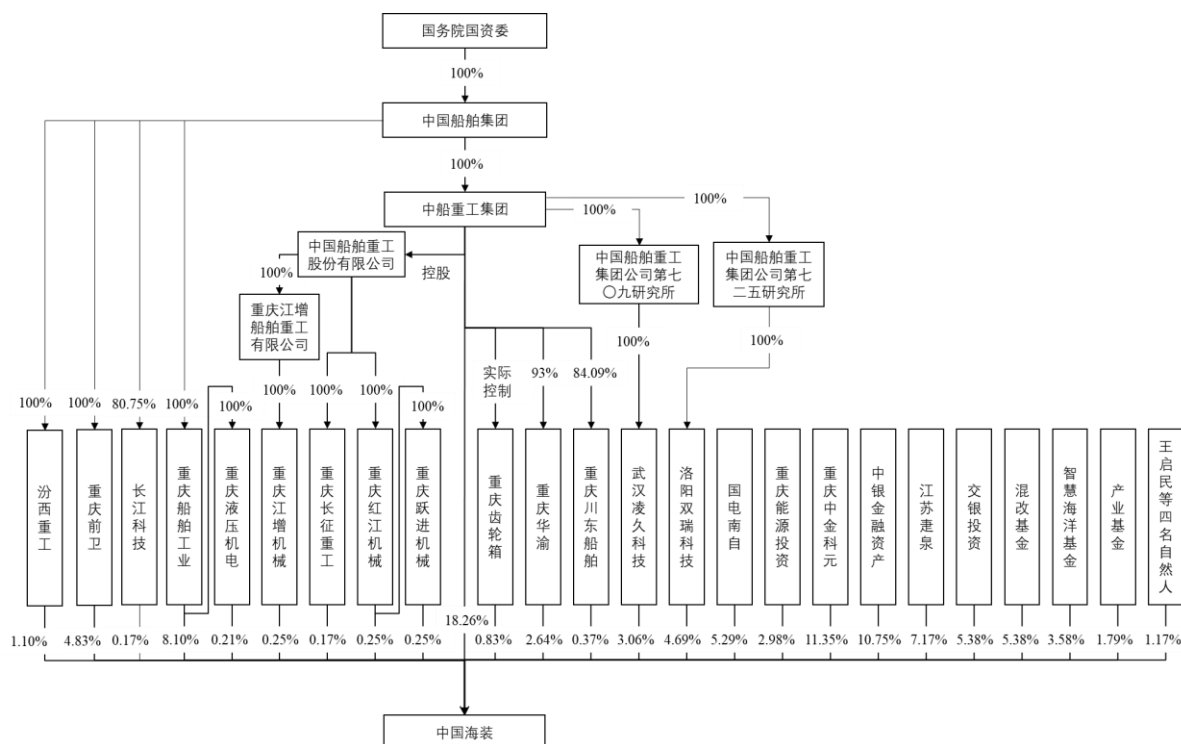 国务院国资委
100%
中国船舶集团
100%
中船重工集团
100%
100%
中国船舶重工
股份有限公司
控股
中国船舶重工
集团公司第七
〇九研究所
中国船舶重工
集团公司第七
二五研究所
100%
重庆江增
船舶重工
有限公司
100%
100%
实际
控制
93%
84.09%
100%
100%
100%
100%
100%
100%
80.75%
100%
100%
100%
汾西重工
重庆前卫
长江科技
重庆船舶工业
重庆液压机电
重庆江增机械
重庆长征重工
重庆红江机械
重庆跃进机械
重庆齿轮箱
重庆华渝
重庆川东船舶
武汉凌久科技
洛阳双瑞科技
国电南自
重庆能源投资
重庆中金科元
中银金融资产
江苏疌泉
交银投资
混改基金
智慧海洋基金
产业基金
王启民等四名自然人
18.26%
1.10%
4.83%
0.17%
8.10%
0.21%
0.25%
0.17%
0.25%
0.25%
0.83%
2.64%
0.37%
3.06%
4.69%
5.29%
2.98%
11.35%
10.75%
7.17%
5.38%
5.38%
3.58%
1.79%
1.17%
中国海装